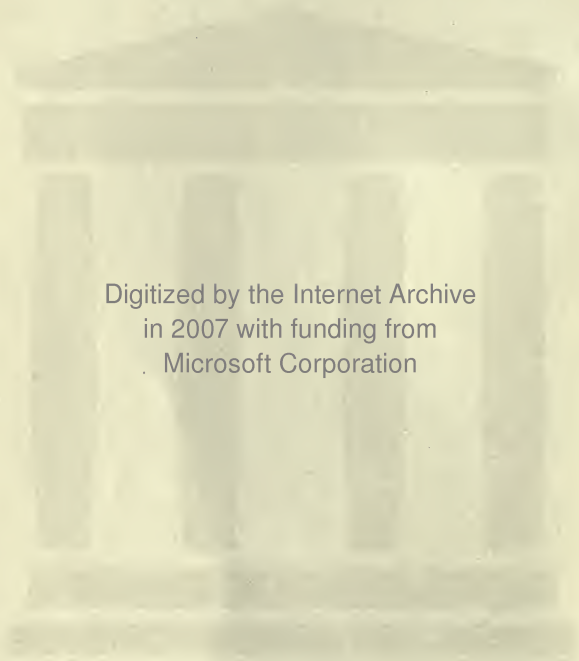 Digitized by the Internet Archive
in 2007 with funding from
Microsoft Corporation